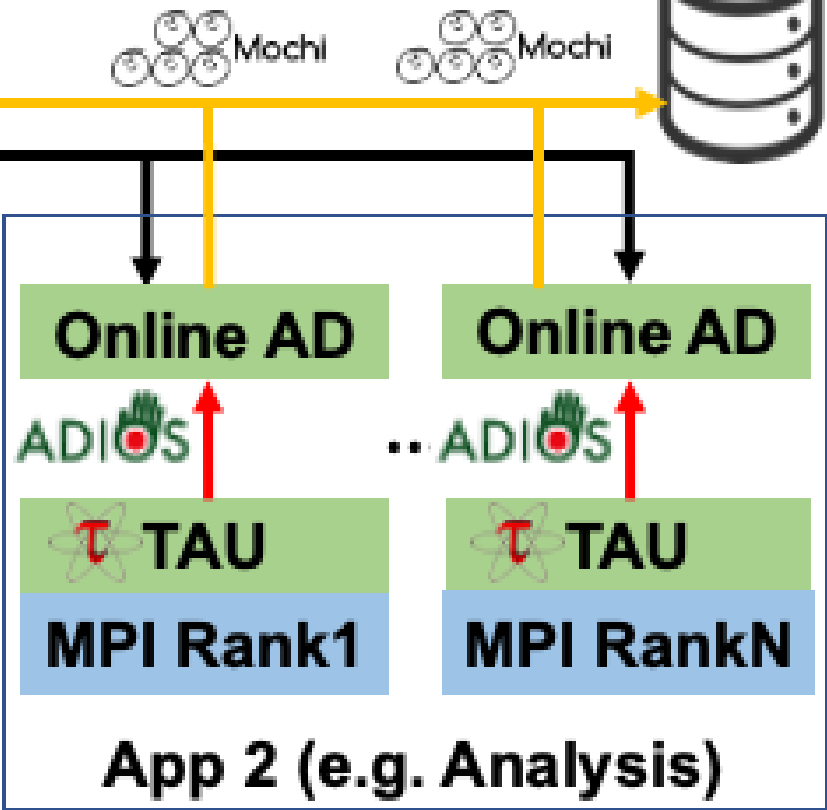 Mochi Mochi
Online AD Online AD
ADIOS .. ADIOS
τ TAU τ TAU
MPI Rank1 MPI RankN
App 2 (e.g. Analysis)